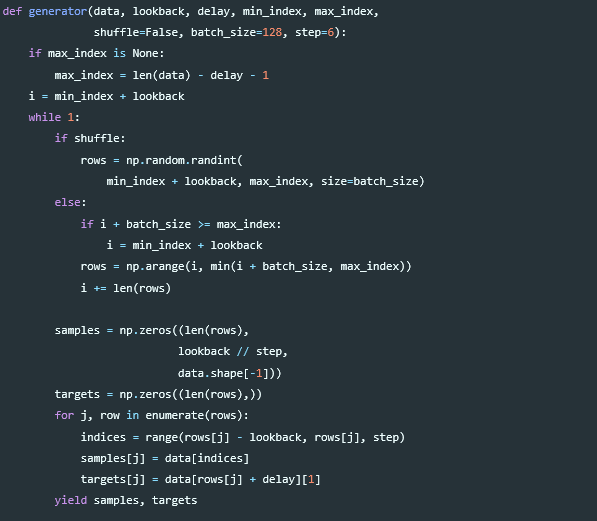 def generator(data, lookback, delay, min_index, max_index,
              shuffle=False, batch_size=128, step=6):
    if max_index is None:
        max_index = len(data) - delay - 1
    i = min_index + lookback
    while 1:
        if shuffle:
            rows = np.random.randint(
                min_index + lookback, max_index, size=batch_size)
        else:
            if i + batch_size >= max_index:
                i = min_index + lookback
            rows = np.arange(i, min(i + batch_size, max_index))
            i += len(rows)

        samples = np.zeros((len(rows),
                           lookback // step,
                           data.shape[-1]))
        targets = np.zeros((len(rows),))
        for j, row in enumerate(rows):
            indices = range(rows[j] - lookback, rows[j], step)
            samples[j] = data[indices]
            targets[j] = data[rows[j] + delay][1]
        yield samples, targets